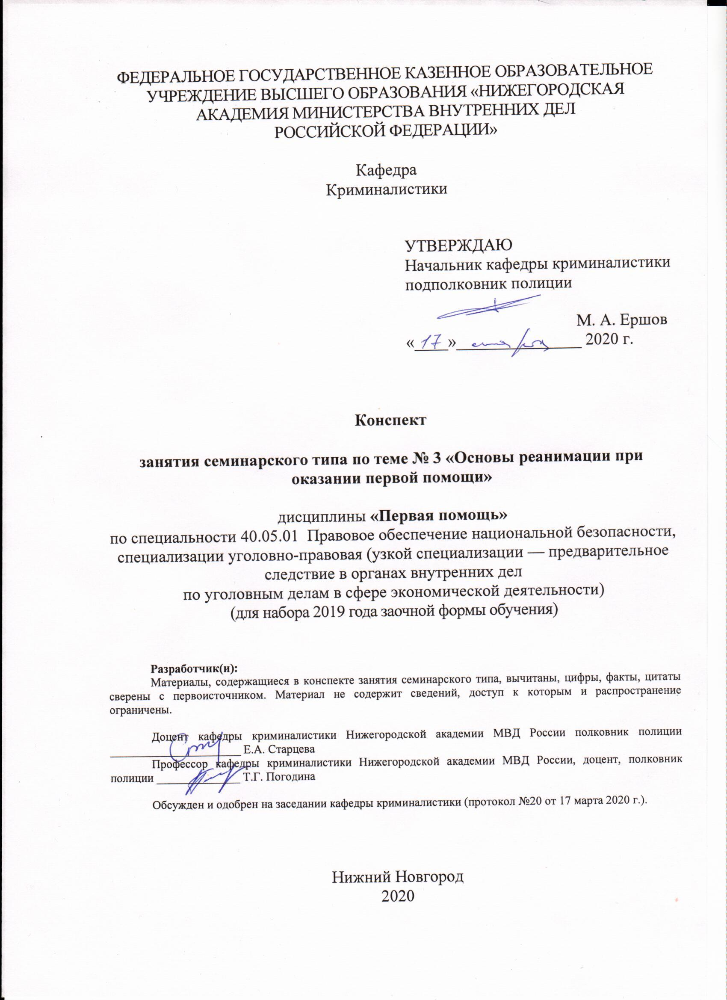 ФЕДЕРАЛЬНОЕ ГОСУДАРСТВЕННОЕ КАЗЕННОЕ ОБРАЗОВАТЕЛЬНОЕ
УЧРЕЖДЕНИЕ ВЫСШЕГО ОБРАЗОВАНИЯ «НИЖЕГОРОДСКАЯ
АКАДЕМИЯ МИНИСТЕРСТВА ВНУТРЕННИХ ДЕЛ
РОССИЙСКОЙ ФЕДЕРАЦИИ»
Кафедра
Криминалистики
УТВЕРЖДАЮ
Начальник кафедры криминалистики
подполковник полиции
М. А. Ершов
«17» марта 2020 г.
Конспект
занятия семинарского типа по теме № 3 «Основы реанимации при
оказании первой помощи»
дисциплины «Первая помощь»
по специальности 40.05.01 Правовое обеспечение национальной безопасности,
специализации уголовно-правовая (узкой специализации — предварительное
следствие в органах внутренних дел
по уголовным делам в сфере экономической деятельности)
(для набора 2019 года заочной формы обучения)
Разработчик(и):
Материалы, содержащиеся в конспекте занятия семинарского типа, вычитаны, цифры, факты, цитаты
сверены с первоисточником. Материал не содержит сведений, доступ к которым и распространение
ограничены.
Доцент кафедры криминалистики Нижегородской академии МВД России полковник полиции
Е.А. Старцева
Профессор кафедры криминалистики Нижегородской академии МВД России, доцент, полковник
полиции Т.Г. Погодина
Обсужден и одобрен на заседании кафедры криминалистики (протокол №20 от 17 марта 2020 г.).
Нижний Новгород
2020